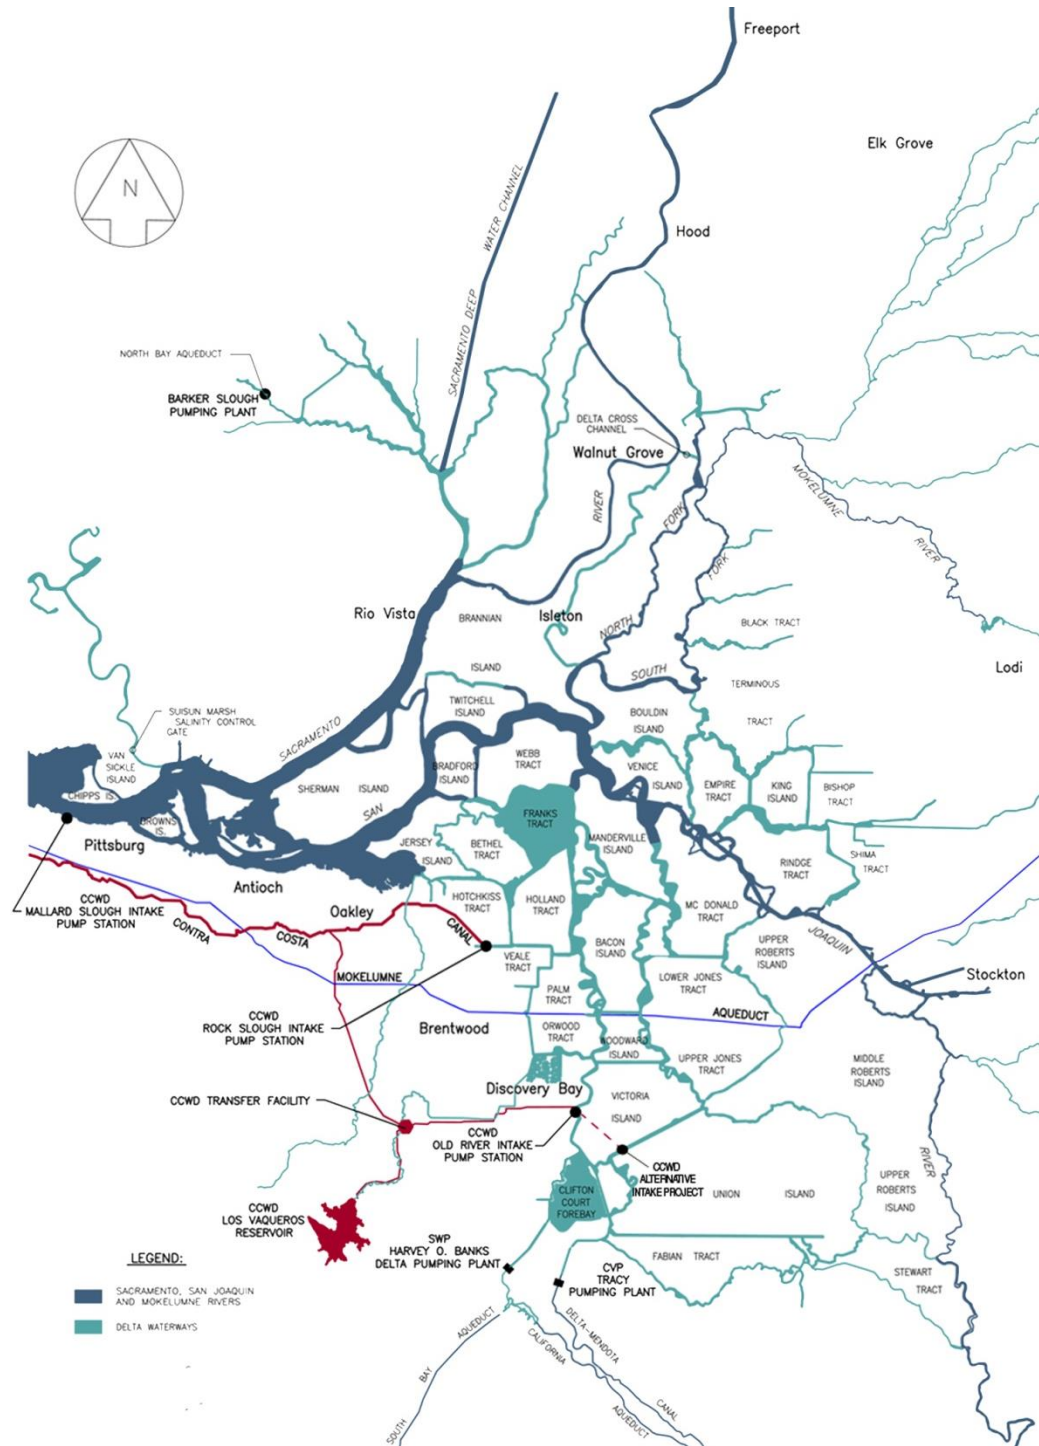 Freeport
Elk Grove
N
Hood
SACRAMENTO DEEP
WATER CHANNEL
NORTH BAY AQUEDUCT
BARKER SLOUGH
PUMPING PLANT
DELTA CROSS
CHANNEL
Walnut Grove
RIVER
FORK
MOKELUMNE
RIVER
FORK
Rio Vista
BRANNIAN
ISLAND
Isleton
NORTH
BLACK TRACT
SOUTH
Lodi
TERMINOUS
TRACT
SUISUN MARSH
SALINITY CONTROL
GATE
SACRAMENTO
TWITCHELL
ISLAND
BOULDIN
ISLAND
VAN
SICKLE
ISLAND
CHIPPS IS.
BROWNS
IS.
SHERMAN
ISLAND
SAN
BRADFORD
ISLAND
WEBB
TRACT
VENICE
ISLAND
EMPIRE
TRACT
KING
ISLAND
BISHOP
TRACT
FRANKS
TRACT
Pittsburg
JERSEY
ISLAND
BETHEL
TRACT
MANDERVILLE
ISLAND
RINDGE
TRACT
SHIMA
TRACT
Antioch
CCWD
MALLARD SLOUGH INTAKE
PUMP STATION
CONTRA
COSTA
CANAL
Oakley
HOTCHKISS
TRACT
HOLLAND
TRACT
MC DONALD
TRACT
BACON
ISLAND
UPPER
ROBERTS
ISLAND
JOAQUIN
Stockton
VEALE
TRACT
MOKELUMNE
AQUEDUCT
PALM
TRACT
LOWER JONES
TRACT
CCWD
ROCK SLOUGH INTAKE
PUMP STATION
Brentwood
ORWOOD
TRACT
WOODWARD
ISLAND
UPPER JONES
TRACT
MIDDLE
ROBERTS
ISLAND
Discovery Bay
VICTORIA
ISLAND
CCWD TRANSFER FACILITY
CCWD
OLD RIVER INTAKE
PUMP STATION
CCWD
ALTERNATIVE
INTAKE PROJECT
RIVER
UNION
ISLAND
UPPER
ROBERTS
ISLAND
CLIFTON
COURT
FOREBAY
CCWD
LOS VAQUEROS
RESERVOIR
SWP
HARVEY O. BANKS
DELTA PUMPING PLANT
CVP
TRACY
PUMPING PLANT
FABIAN TRACT
STEWART
TRACT
LEGEND:
SACRAMENTO, SAN JOAQUIN
AND MOKELUMNE RIVERS
DELTA WATERWAYS
SOUTH
BAY
AQUEDUCT
CALIFORNIA
AQUEDUCT
DELTA-MENDOTA
CANAL